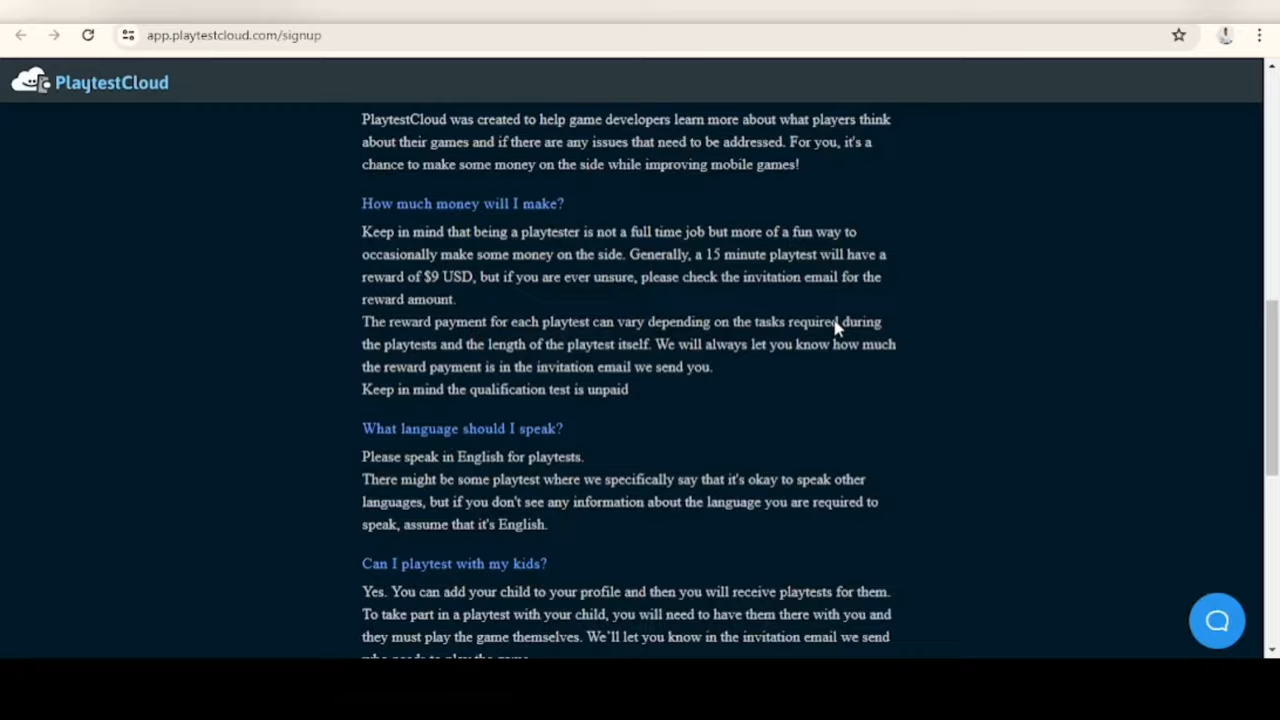 app.playtestcloud.com/signup
PlaytestCloud
PlaytestCloud was created to help game developers learn more about what players think
about their games and if there are any issues that need to be addressed. For you, it's a
chance to make some money on the side while improving mobile games!
How much money will I make?
Keep in mind that being a playtester is not a full time job but more of a fun way to
occasionally make some money on the side. Generally, a 15 minute playtest will have a
reward of $9 USD, but if you are ever unsure, please check the invitation email for the
reward amount.
The reward payment for each playtest can vary depending on the tasks required during
the playtests and the length of the playtest itself. We will always let you know how much
the reward payment is in the invitation email we send you.
Keep in mind the qualification test is unpaid
What language should I speak?
Please speak in English for playtests.
There might be some playtest where we specifically say that it's okay to speak other
languages, but if you don't see any information about the language you are required to
speak, assume that it's English.
Can I playtest with my kids?
Yes. You can add your child to your profile and then you will receive playtests for them.
To take part in a playtest with your child, you will need to have them there with you and
they must play the game themselves. We'll let you know in the invitation email we send